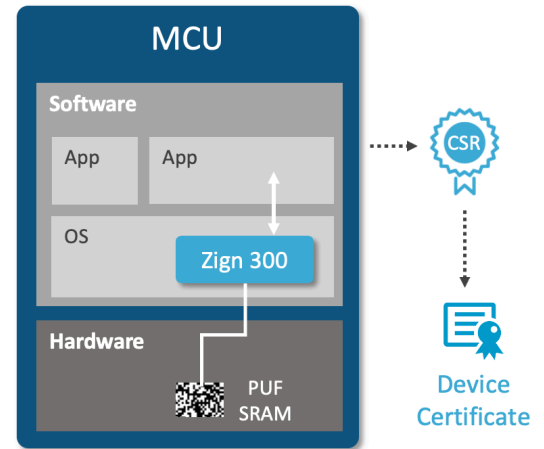 MCU
Software
App
App
OS
Zign 300
Hardware
PUF
SRAM
CSR
Device
Certificate